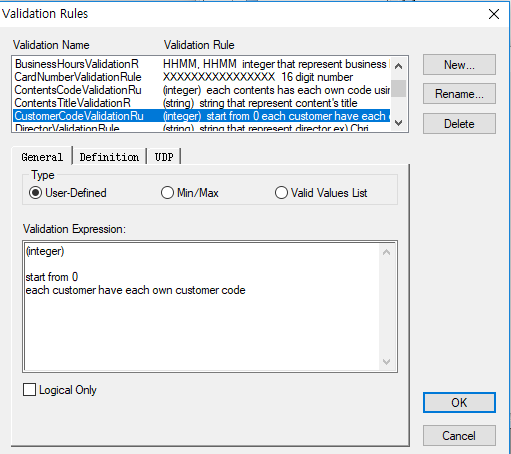 Validation Rules
Validation Name Validation Rule
BusinessHoursValidationR HHMM, HHMM integer that represent business
CardNumberValidationRule XXXXXXXXXXXXXXXX 16 digit number
ContentsCodeValidationRu (integer) each contents has each own code usin
ContentsTitleValidationR (string) string that represent content's title
CustomerCodeValidationRu (integer) start from 0 each customer have each
DirectorValidationRule (string) string that represent director ex) Chri
New...
Rename...
Delete
General Definition UDP
Type
User-Defined Min/Max Valid Values List
Validation Expression:
(integer)
start from 0
each customer have each own customer code
Logical Only
OK
Cancel